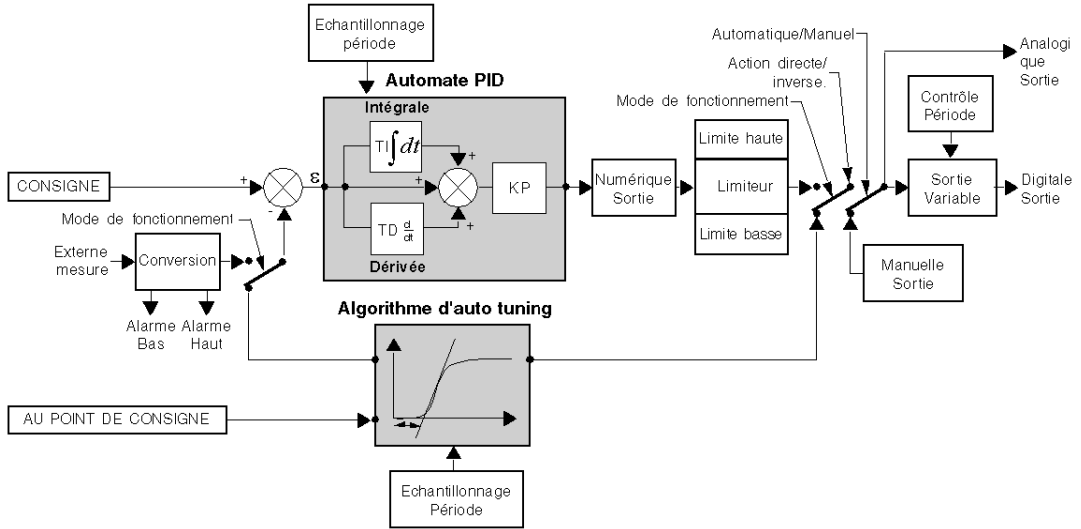 Echantillonnage
période
Automate PID
Intégrale
TI∫dt
+
+
+
ε
+
-
KP
TD d/dt
Dérivée
CONSIGNE
Mode de fonctionnement
Externe
mesure
Conversion
Alarme
Bas
Alarme
Haut
Numérique
Sortie
Limite haute
Limiteur
Limite basse
Automatique/Manuel
Action directe/
inverse.
Mode de fonctionnement
Analogi
que
Sortie
Contrôle
Période
Sortie
Variable
Digitale
Sortie
Manuelle
Sortie
Algorithme d'auto tuning
AU POINT DE CONSIGNE
Echantillonnage
Période